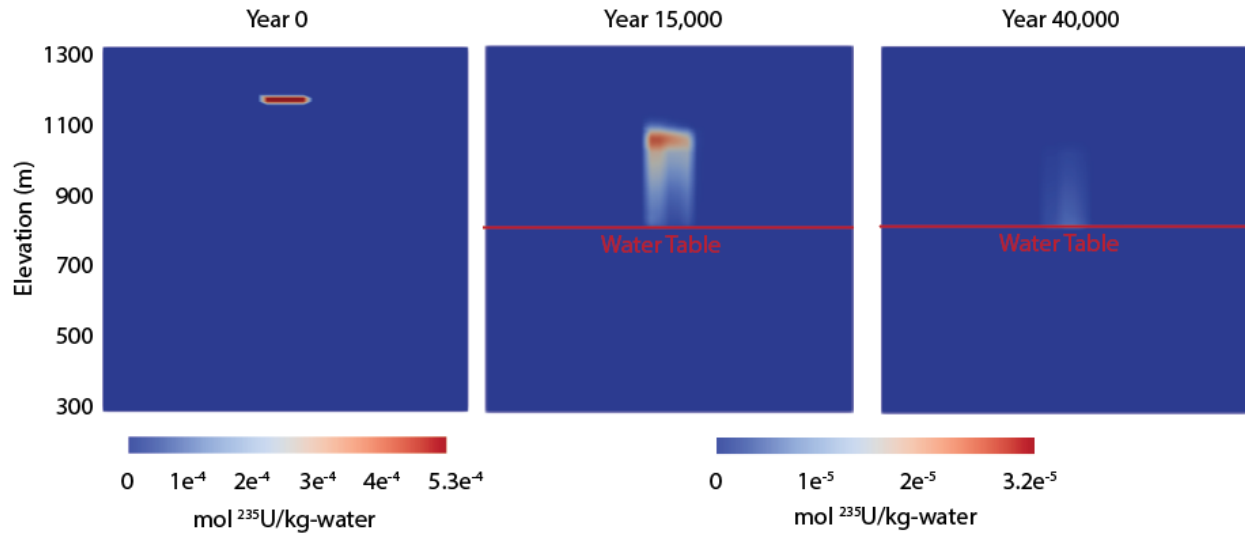 Year 0
Year 15,000
Year 40,000
Elevation (m)
1300
1100
900
700
500
300
Water Table
Water Table
0 1e⁻⁴ 2e⁻⁴ 3e⁻⁴ 4e⁻⁴ 5.3e⁻⁴
mol ²³⁵U/kg-water
0 1e⁻⁵ 2e⁻⁵ 3.2e⁻⁵
mol ²³⁵U/kg-water